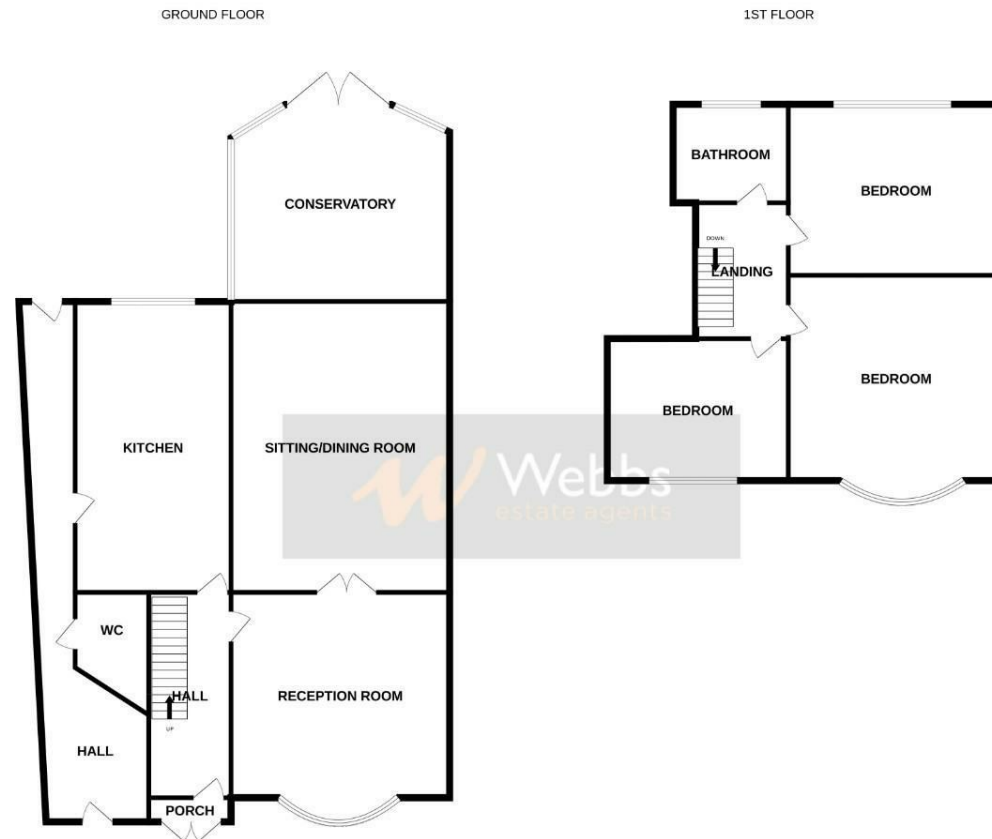 GROUND FLOOR
1ST FLOOR
CONSERVATORY
BATHROOM
BEDROOM
DOWN
LANDING
BEDROOM
BEDROOM
KITCHEN
SITTING/DINING ROOM
Webbs
estate agents
WC
HALL
UP
RECEPTION ROOM
HALL
PORCH